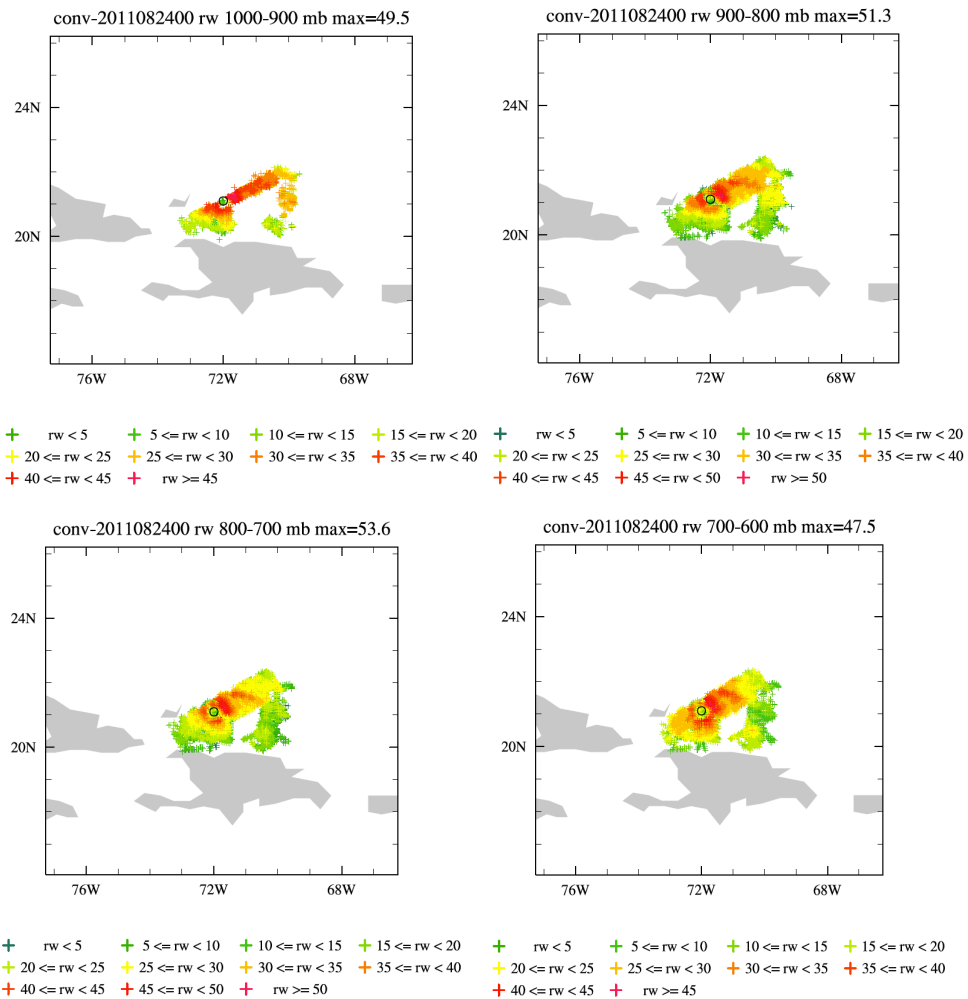 conv-2011082400 rw 1000-900 mb max=49.5
24N
20N
76W 72W 68W
rw < 5 5 <= rw < 10 10 <= rw < 15 15 <= rw < 20
20 <= rw < 25 25 <= rw < 30 30 <= rw < 35 35 <= rw < 40
40 <= rw < 45 rw >= 45
conv-2011082400 rw 900-800 mb max=51.3
24N
20N
76W 72W 68W
rw < 5 5 <= rw < 10 10 <= rw < 15 15 <= rw < 20
20 <= rw < 25 25 <= rw < 30 30 <= rw < 35 35 <= rw < 40
40 <= rw < 45 45 <= rw < 50 rw >= 50
conv-2011082400 rw 800-700 mb max=53.6
24N
20N
76W 72W 68W
rw < 5 5 <= rw < 10 10 <= rw < 15 15 <= rw < 20
20 <= rw < 25 25 <= rw < 30 30 <= rw < 35 35 <= rw < 40
40 <= rw < 45 45 <= rw < 50 rw >= 50
conv-2011082400 rw 700-600 mb max=47.5
24N
20N
76W 72W 68W
rw < 5 5 <= rw < 10 10 <= rw < 15 15 <= rw < 20
20 <= rw < 25 25 <= rw < 30 30 <= rw < 35 35 <= rw < 40
40 <= rw < 45 rw >= 45